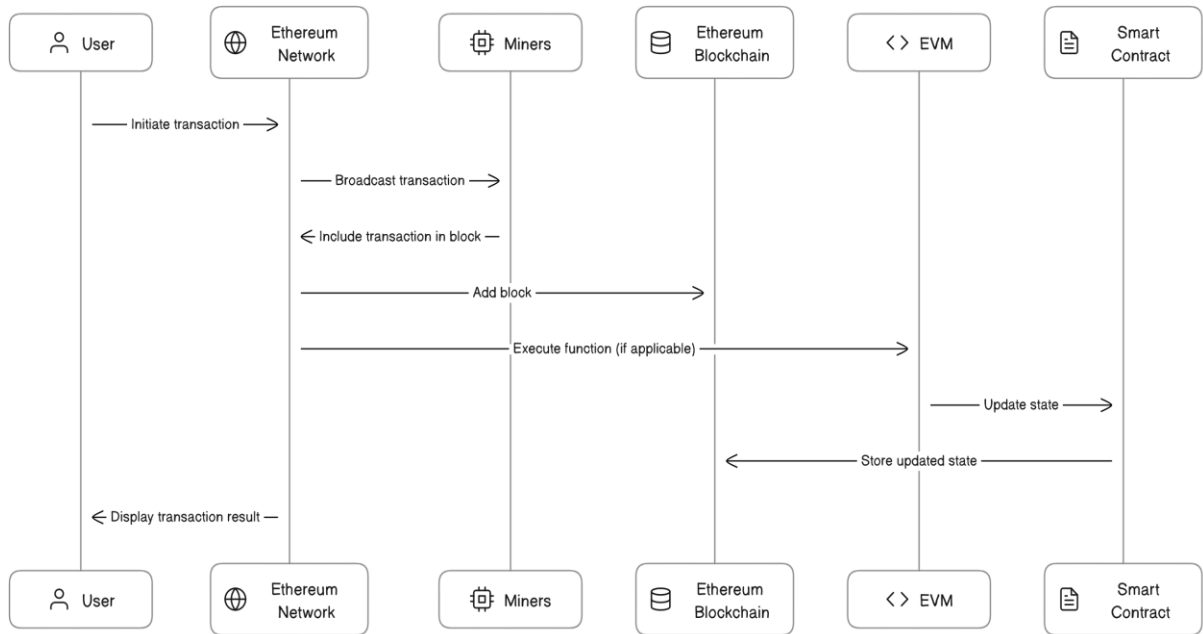 User
Ethereum
Network
Miners
Ethereum
Blockchain
EVM
Smart
Contract
Initiate transaction
Broadcast transaction
Include transaction in block
Add block
Execute function (if applicable)
Update state
Store updated state
Display transaction result
User
Ethereum
Network
Miners
Ethereum
Blockchain
EVM
Smart
Contract